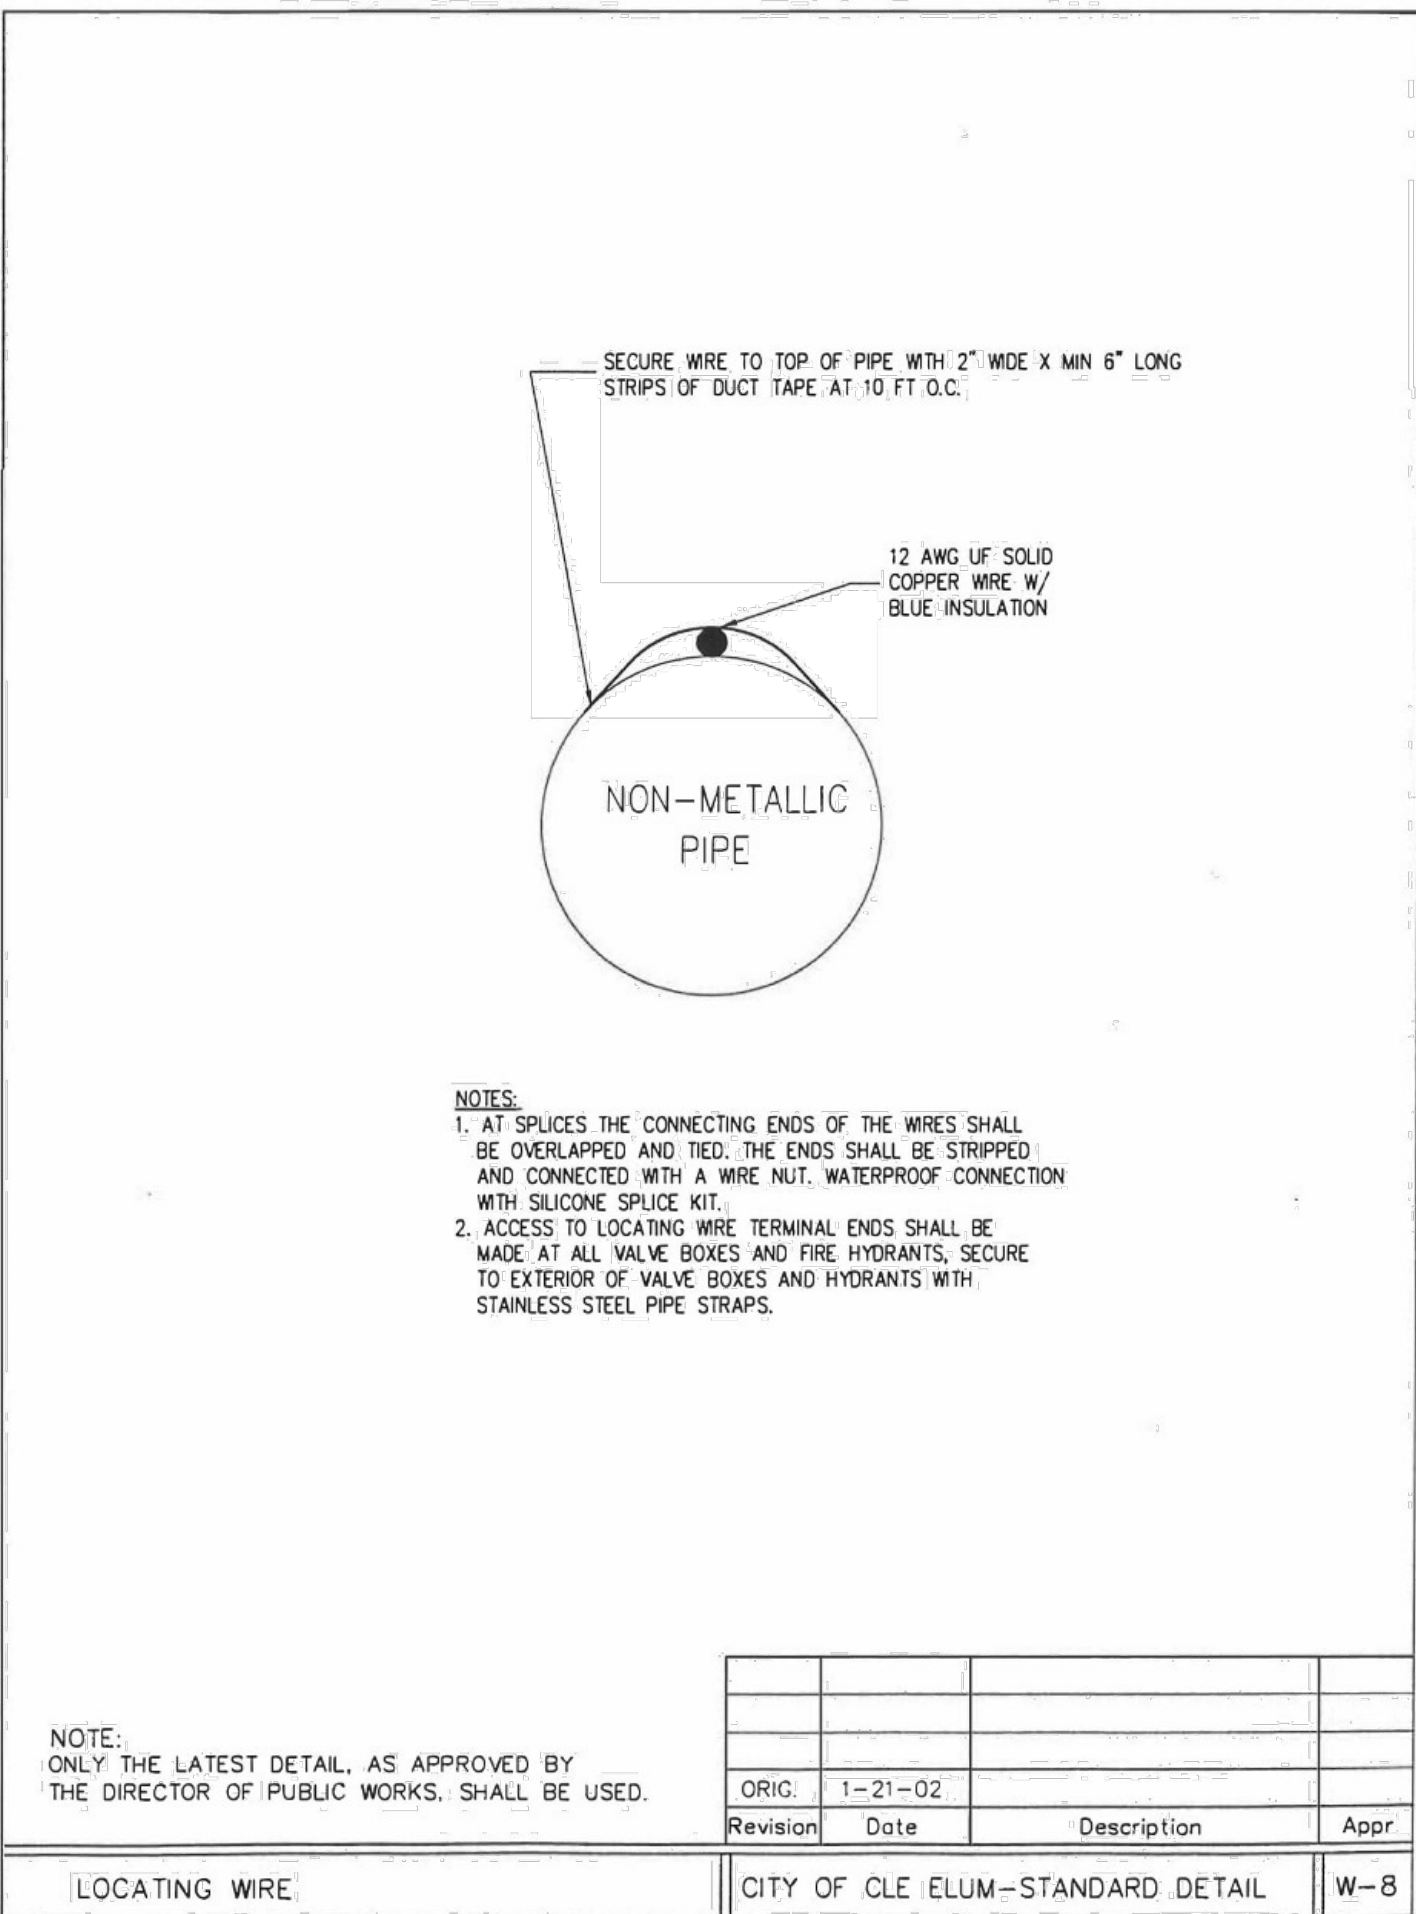 SECURE WIRE TO TOP OF PIPE WITH 2" WIDE X MIN 6" LONG
STRIPS OF DUCT TAPE AT 10 FT O.C.
12 AWG UF SOLID
COPPER WIRE W/
BLUE INSULATION
NON-METALLIC
PIPE
NOTES:
1. AT SPLICES THE CONNECTING ENDS OF THE WIRES SHALL
BE OVERLAPPED AND TIED. THE ENDS SHALL BE STRIPPED
AND CONNECTED WITH A WIRE NUT. WATERPROOF CONNECTION
WITH SILICONE SPLICE KIT.
2. ACCESS TO LOCATING WIRE TERMINAL ENDS SHALL BE
MADE AT ALL VALVE BOXES AND FIRE HYDRANTS, SECURE
TO EXTERIOR OF VALVE BOXES AND HYDRANTS WITH
STAINLESS STEEL PIPE STRAPS.
NOTE:
ONLY THE LATEST DETAIL, AS APPROVED BY
THE DIRECTOR OF PUBLIC WORKS, SHALL BE USED.
ORIG. 1-21-02
Revision Date Description Appr
LOCATING WIRE
CITY OF CLE ELUM-STANDARD DETAIL
W-8